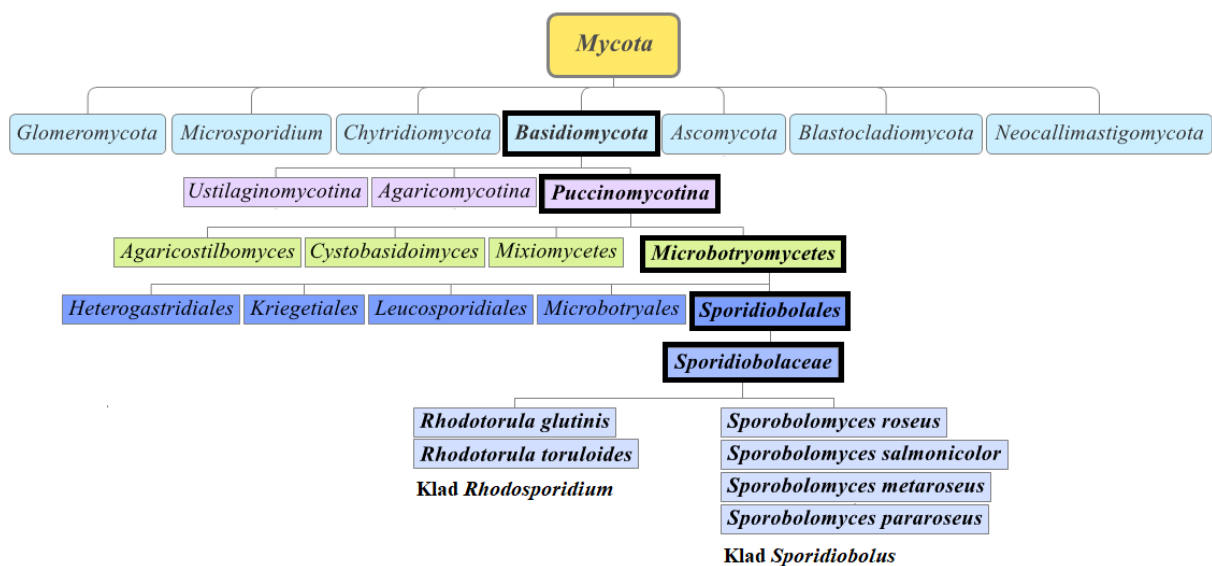 Mycota
Glomeromycota Microsporidium Chytridiomycota Basidiomycota Ascomycota Blastocladiomycota Neocallimastigomycota
Ustilaginomycotina Agaricomycotina Puccinomycotina
Agaricostilbomyces Cystobasidoimyces Mixiomycetes Microbotryomycetes
Heterogastridiales Kriegetiales Leucosporidiales Microbotryales Sporidiobolales
Sporidiobolaceae
Rhodotorula glutinis Sporobolomyces roseus
Rhodotorula toruloides Sporobolomyces salmonicolor
Klad Rhodosporidium Sporobolomyces metaroseus
Sporobolomyces pararoseus
Klad Sporidiobolus